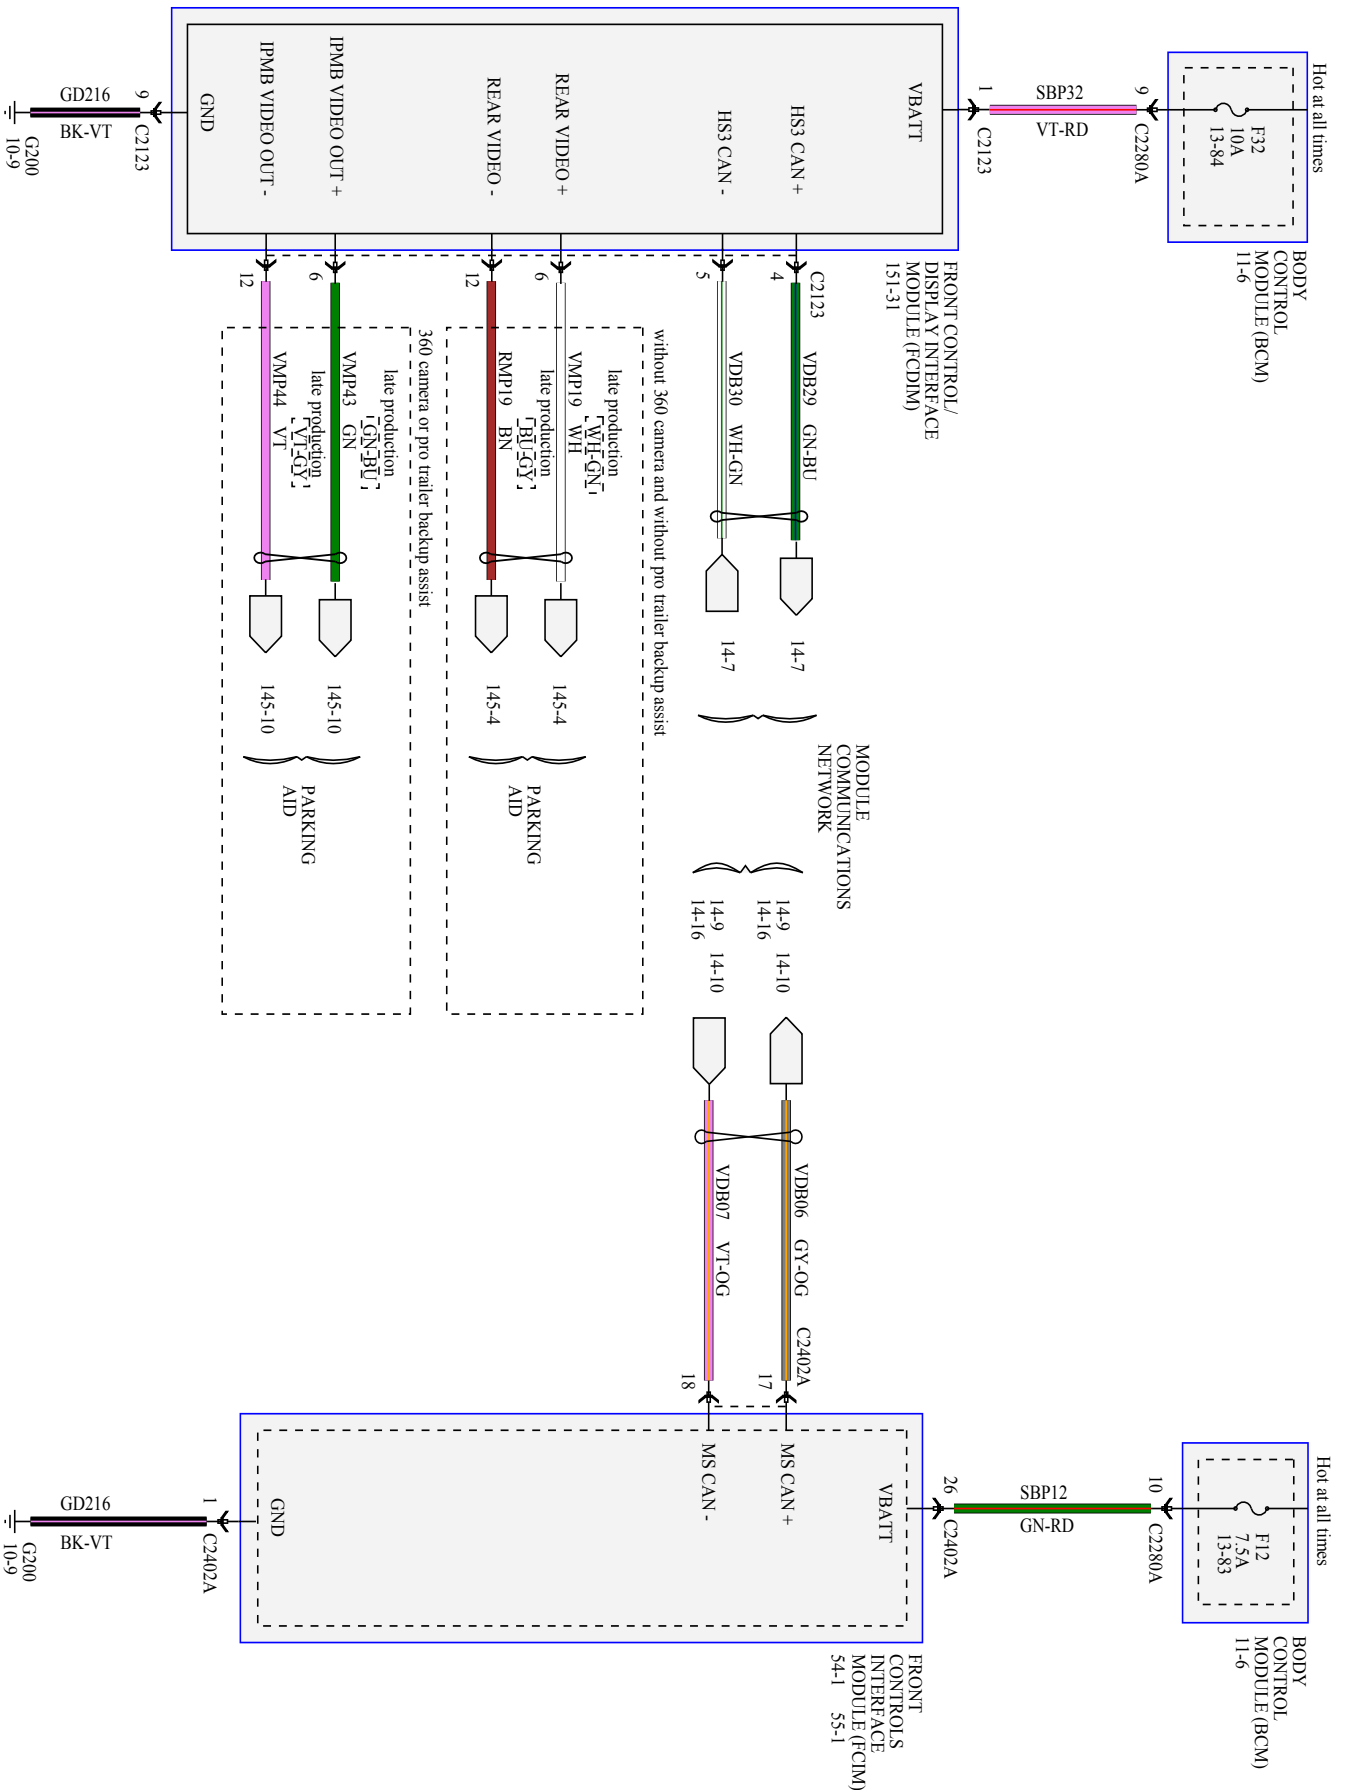 Hot at all times
F32
10A
13-84
BODY
CONTROL
MODULE (BCM)
11-6
9
C2280A
SBP32
VT-RD
1
C2123
VBATT
FRONT CONTROL/
DISPLAY INTERFACE
MODULE (FCDIM)
151-31
HS3 CAN +
HS3 CAN -
REAR VIDEO +
REAR VIDEO -
IPMB VIDEO OUT +
IPMB VIDEO OUT -
GND
9
C2123
GD216
BK-VT
G200
10-9
4
C2123
VDB29 GN-BU
14-7
5
VDB30 WH-GN
14-7
MODULE
COMMUNICATIONS
NETWORK
without 360 camera and without pro trailer backup assist
6
late production
WH-GN
VMP19 WH
145-4
12
late production
BU-GY
RMP19 BN
145-4
PARKING
AID
360 camera or pro trailer backup assist
6
late production
GN-BU
VMP43 GN
145-10
12
late production
VT-GY
VMP44 VT
145-10
PARKING
AID
14-9 14-10
14-16
VDB06 GY-OG
C2402A
17
14-9 14-10
14-16
VDB07 VT-OG
18
Hot at all times
F12
7.5A
13-83
BODY
CONTROL
MODULE (BCM)
11-6
10
C2280A
SBP12
GN-RD
26
C2402A
VBATT
MS CAN +
MS CAN -
GND
FRONT
CONTROLS
INTERFACE
MODULE (FCIM)
54-1 55-1
1
C2402A
GD216
BK-VT
G200
10-9